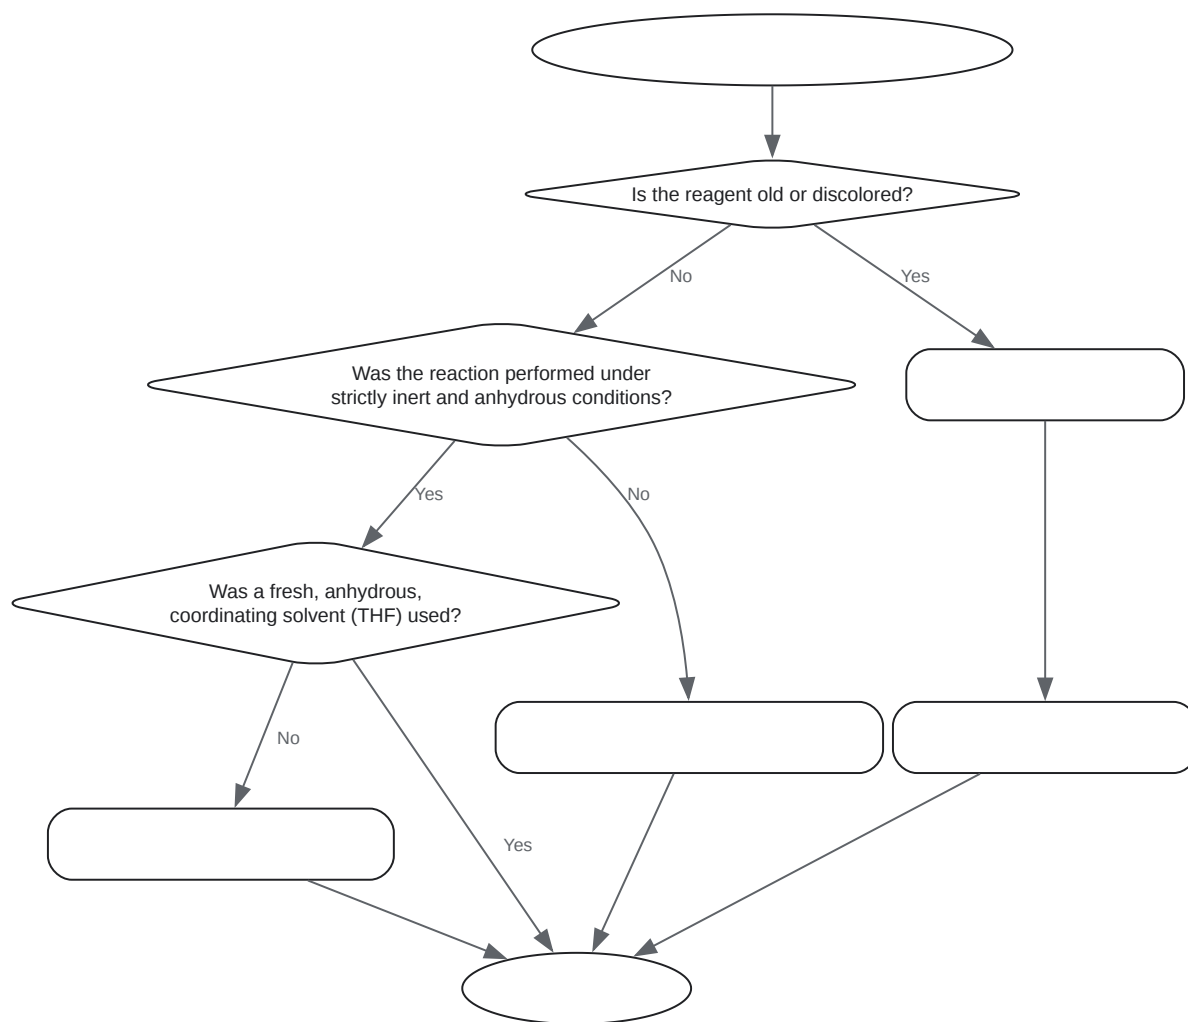 Is the reagent old or discolored?
No
Yes
Was the reaction performed under
strictly inert and anhydrous conditions?
Yes
No
Was a fresh, anhydrous,
coordinating solvent (THF) used?
No
Yes